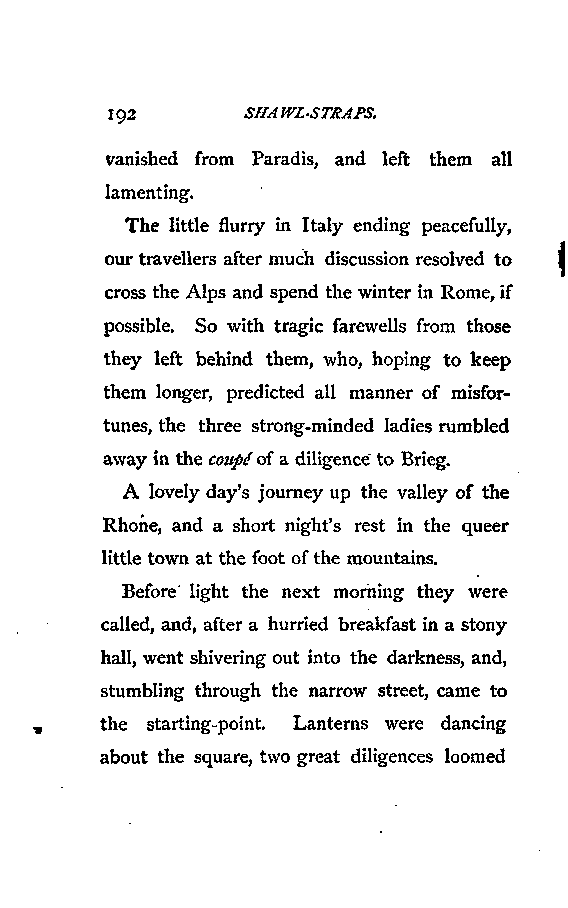 192 SHAWL-STRAPS.
vanished from Paradis, and left them all
lamenting.
The little flurry in Italy ending peacefully,
our travellers after much discussion resolved to
cross the Alps and spend the winter in Rome, if
possible. So with tragic farewells from those
they left behind them, who, hoping to keep
them longer, predicted all manner of misfor-
tunes, the three strong-minded ladies rumbled
away in the coupé of a diligence to Brieg.
A lovely day's journey up the valley of the
Rhone, and a short night's rest in the queer
little town at the foot of the mountains.
Before light the next morning they were
called, and, after a hurried breakfast in a stony
hall, went shivering out into the darkness, and,
stumbling through the narrow street, came to
the starting-point. Lanterns were dancing
about the square, two great diligences loomed